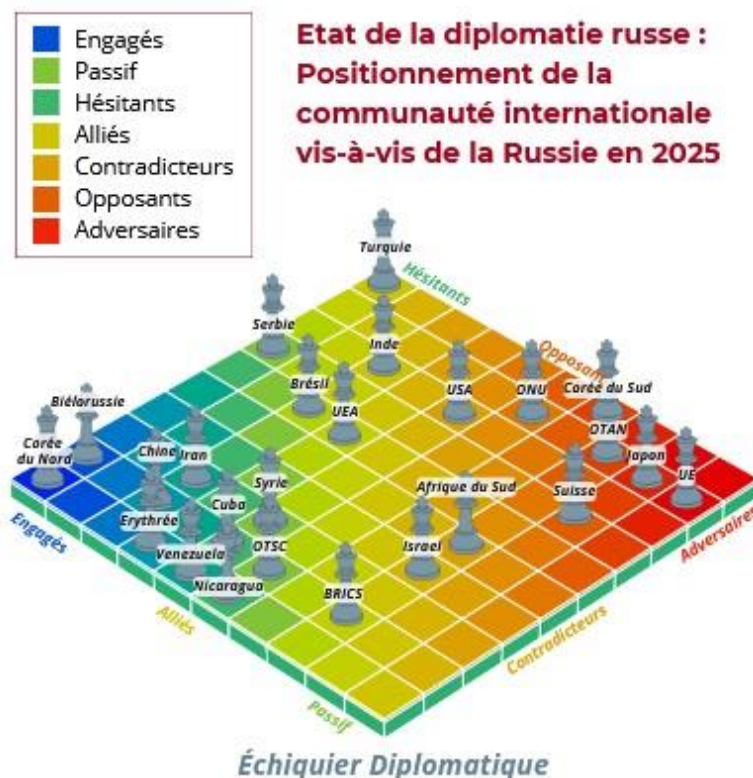 Engagés
Passif
Hésitants
Alliés
Contradicteurs
Opposants
Adversaires
Etat de la diplomatie russe :
Positionnement de la
communauté internationale
vis-à-vis de la Russie en 2025
Turquie
Hésitants
Serbie
Inde
Opposant
Brésil
USA
ONU
Corée du Sud
UEA
Biélorussie
OTAN
Corée
du Nord
Chine
Iran
Japon
UE
Syrie
Afrique du Sud
Suisse
Cuba
Engagés
Erythrée
Adversaires
Venezuela
OTSC
Israel
Nicaragua
BRICS
Alliés
Contradicteurs
Passif
Échiquier Diplomatique